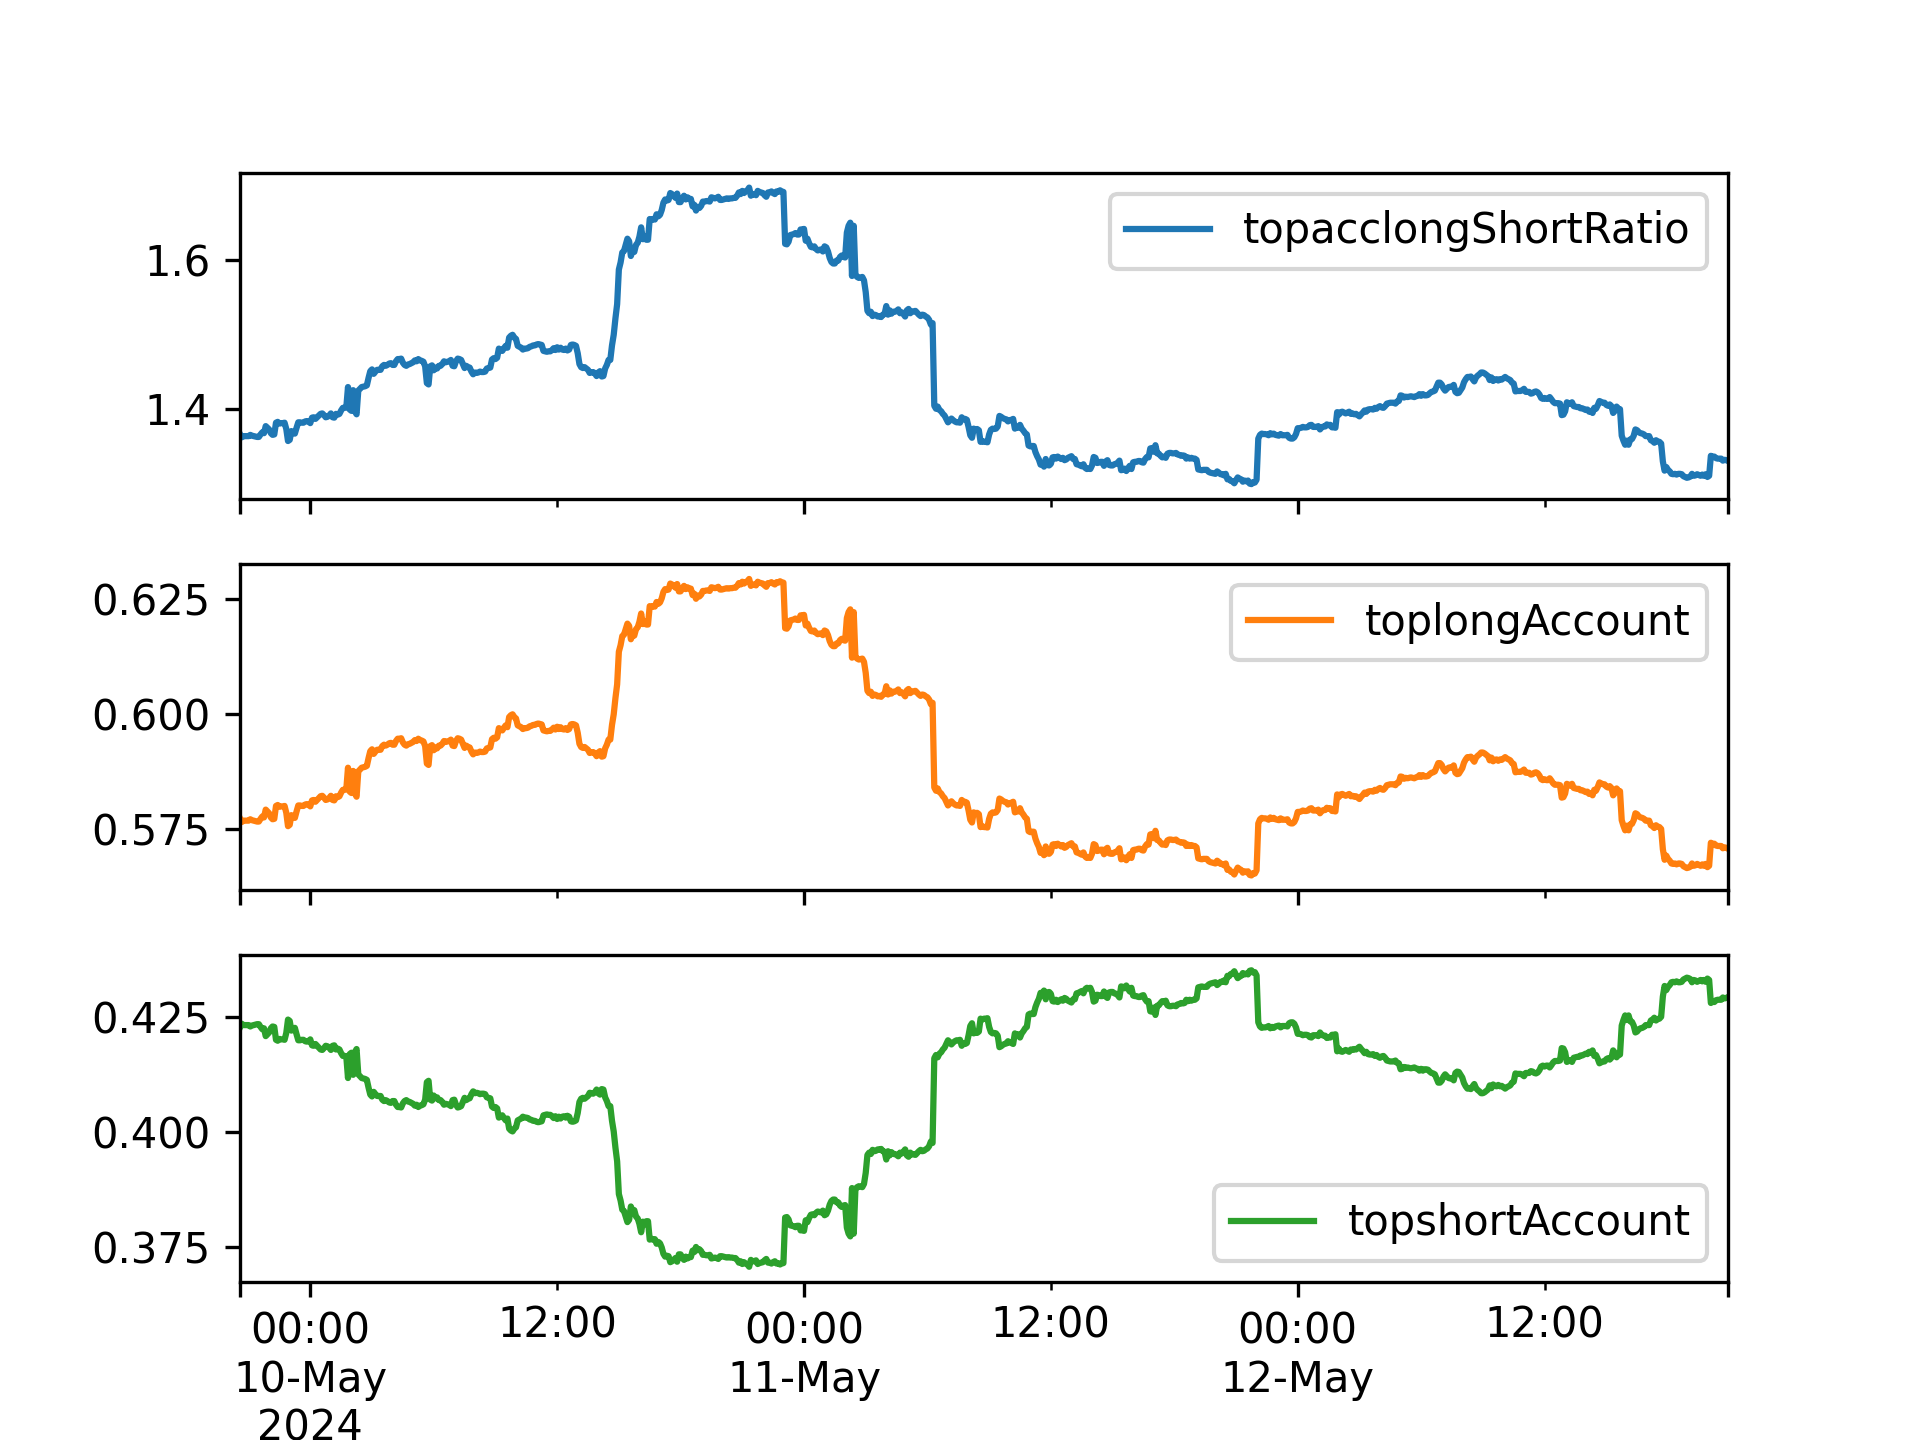 topacclongShortRatio
1.6
1.4
toplongAccount
0.625
0.600
0.575
topshortAccount
0.425
0.400
0.375
00:00 12:00 00:00 12:00 00:00 12:00
10-May 11-May 12-May
2024